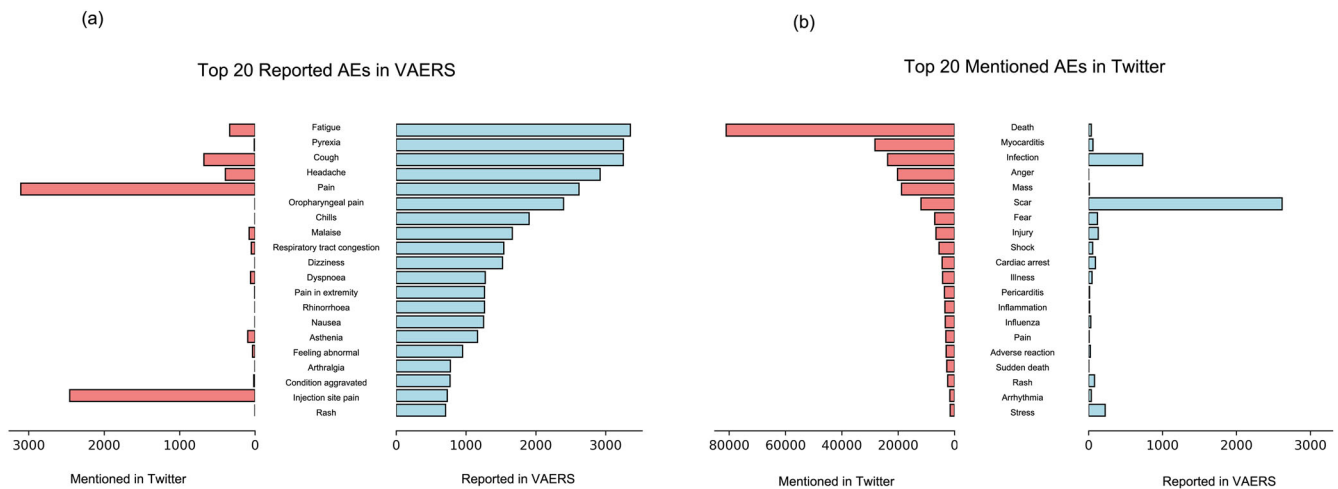 (a)
Top 20 Reported AEs in VAERS
Fatigue
Pyrexia
Cough
Headache
Pain
Oropharyngeal pain
Chills
Malaise
Respiratory tract congestion
Dizziness
Dyspnoea
Pain in extremity
Rhinorrhoea
Nausea
Asthenia
Feeling abnormal
Arthralgia
Condition aggravated
Injection site pain
Rash
3000 2000 1000 0 0 1000 2000 3000
Mentioned in Twitter Reported in VAERS
(b)
Top 20 Mentioned AEs in Twitter
Death
Myocarditis
Infection
Anger
Mass
Scar
Fear
Injury
Shock
Cardiac arrest
Illness
Pericarditis
Inflammation
Influenza
Pain
Adverse reaction
Sudden death
Rash
Arrhythmia
Stress
80000 60000 40000 20000 0 0 1000 2000 3000
Mentioned in Twitter Reported in VAERS